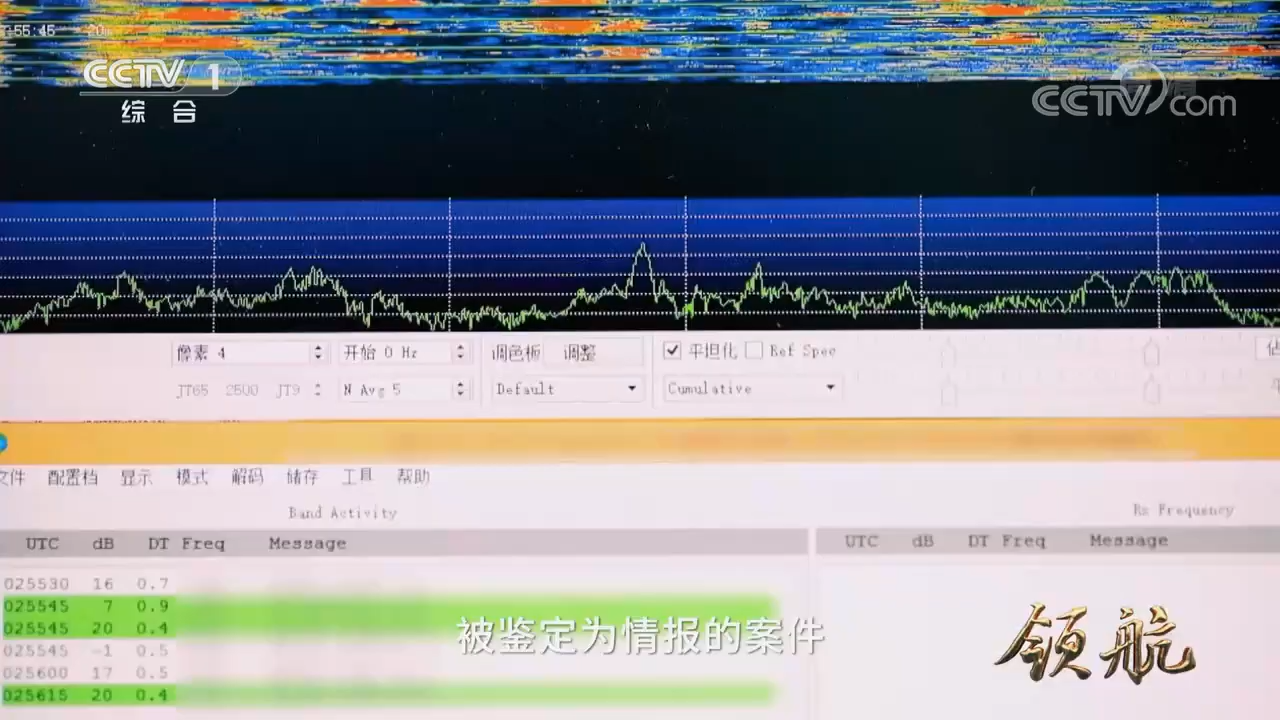 :55:45 20m
CCTV 1
综合
CCTV.com
像素 4
开始 0 Hz
调色板
调整
平坦化
Ref Spec
JT65 2500 JT9
N Avg 5
Default
Cumulative
文件 配置档 显示 模式 解码 储存 工具 帮助
Band Activity
Rx Frequency
UTC dB DT Freq Message
UTC dB DT Freq Message
025530 16 0.7
025545 7 0.9
025545 20 0.4
025545 -1 0.5
025600 17 0.5
025615 20 0.4
被鉴定为情报的案件
领航